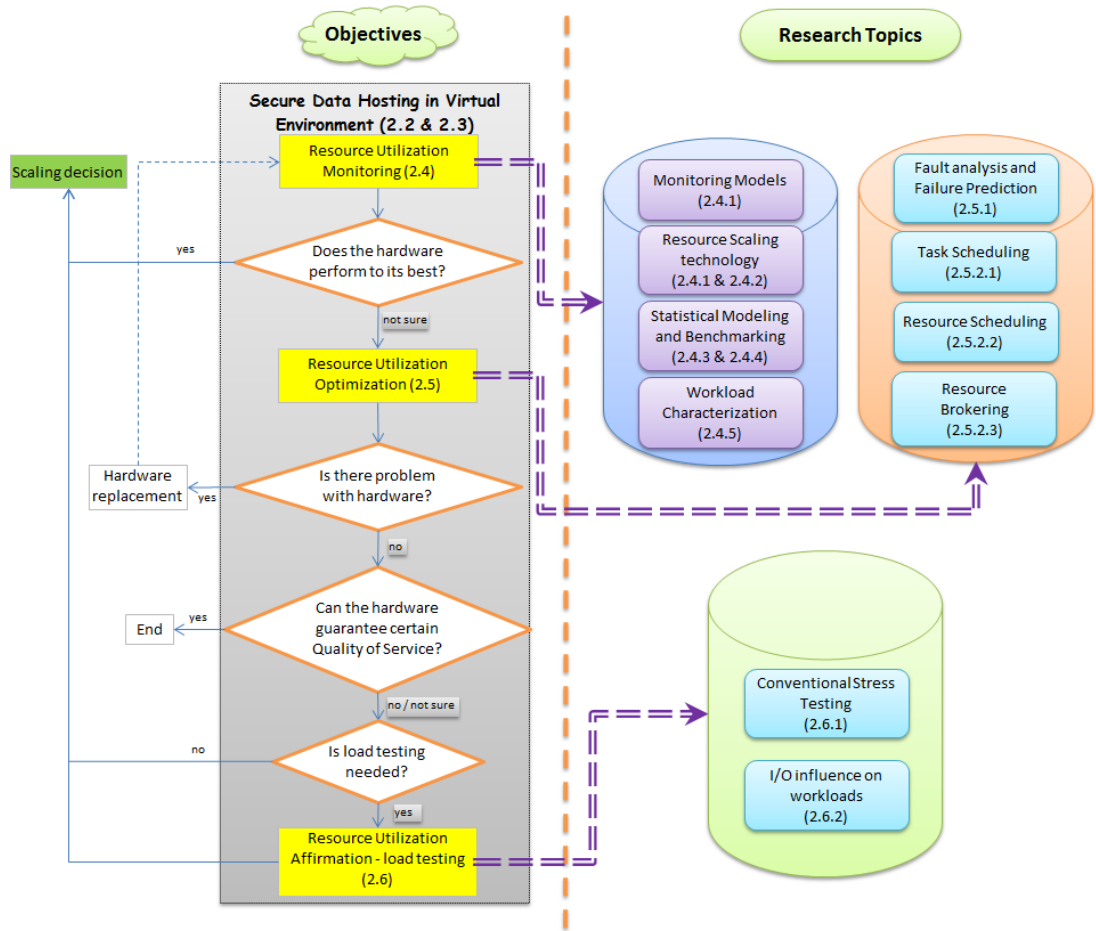 Objectives
Research Topics
Secure Data Hosting in Virtual
Environment (2.2 & 2.3)
Resource Utilization
Monitoring (2.4)
Scaling decision
Does the hardware
perform to its best?
yes
not sure
Resource Utilization
Optimization (2.5)
Is there problem
with hardware?
Hardware
replacement
yes
no
Can the hardware
guarantee certain
Quality of Service?
yes
End
no / not sure
Is load testing
needed?
no
yes
Resource Utilization
Affirmation - load testing
(2.6)
Monitoring Models
(2.4.1)
Resource Scaling
technology
(2.4.1 & 2.4.2)
Statistical Modeling
and Benchmarking
(2.4.3 & 2.4.4)
Workload
Characterization
(2.4.5)
Fault analysis and
Failure Prediction
(2.5.1)
Task Scheduling
(2.5.2.1)
Resource Scheduling
(2.5.2.2)
Resource
Brokering
(2.5.2.3)
Conventional Stress
Testing
(2.6.1)
I/O influence on
workloads
(2.6.2)